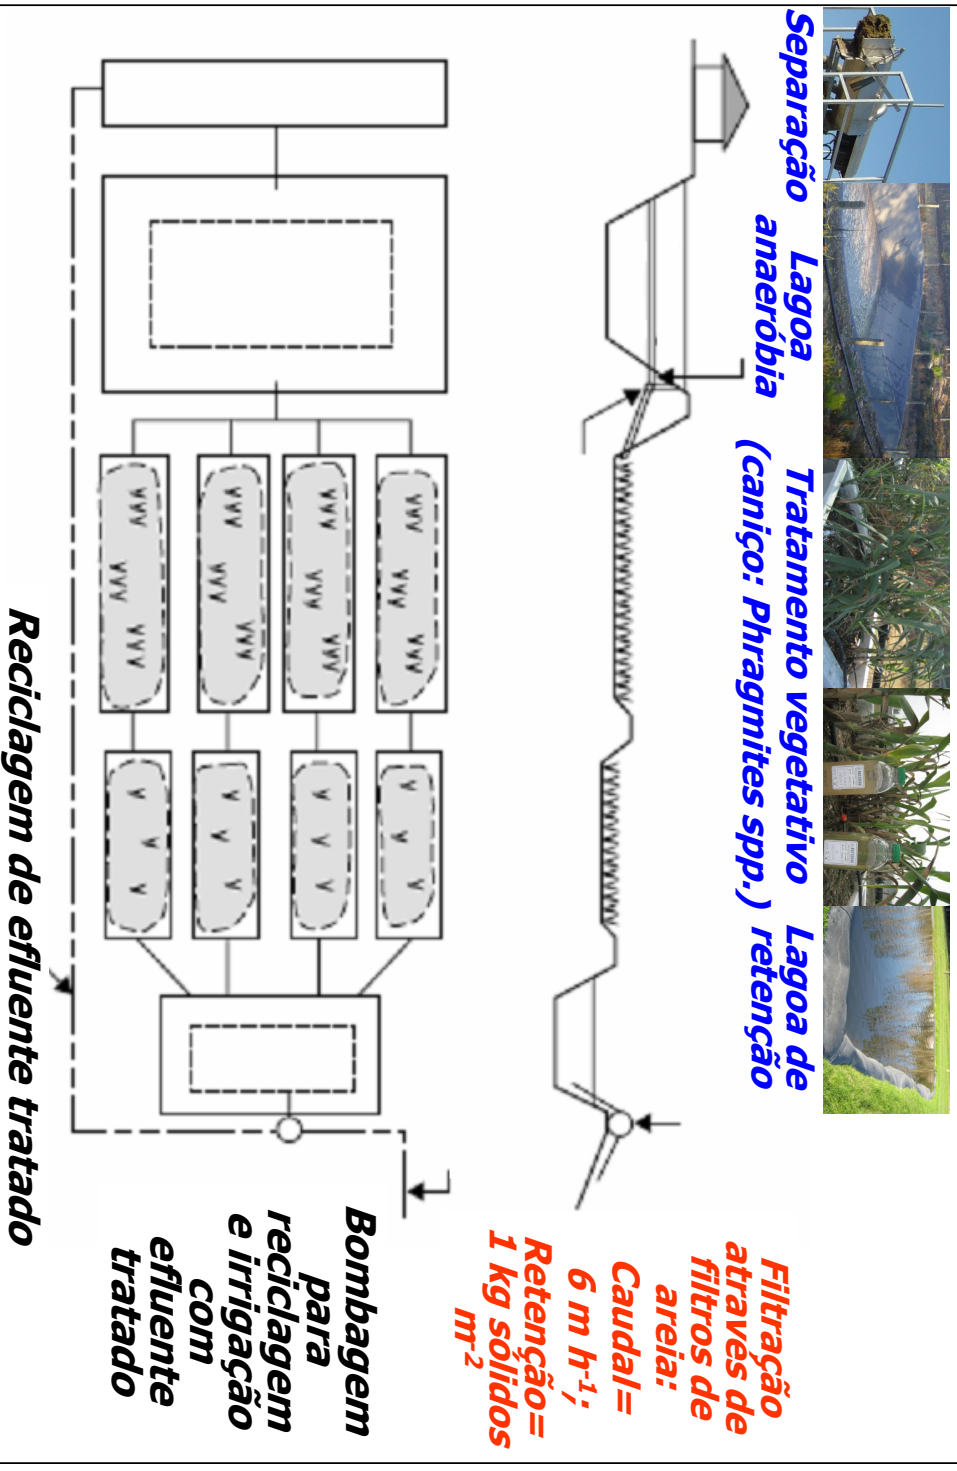 Separação
Lagoa
anaeróbia
Tratamento vegetativo
(caniço: Phragmites spp.)
Lagoa de
retenção
Filtração
através de
filtros de
areia:
Caudal=
6 m h⁻¹;
Retenção=
1 kg sólidos
m⁻²
Bombagem
para
reciclagem
e irrigação
com
efluente
tratado
Reciclagem de efluente tratado